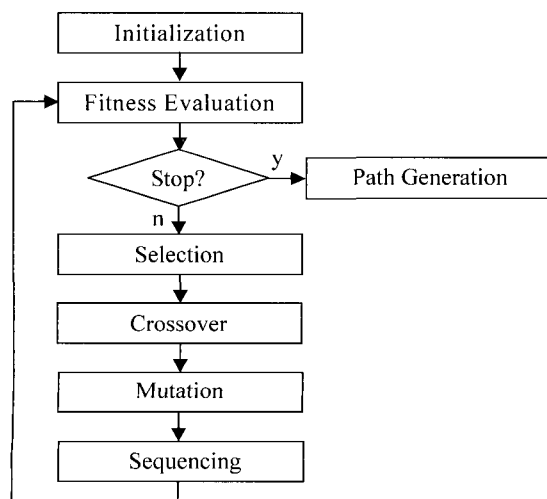 Initialization
Fitness Evaluation
Stop?
y
Path Generation
n
Selection
Crossover
Mutation
Sequencing